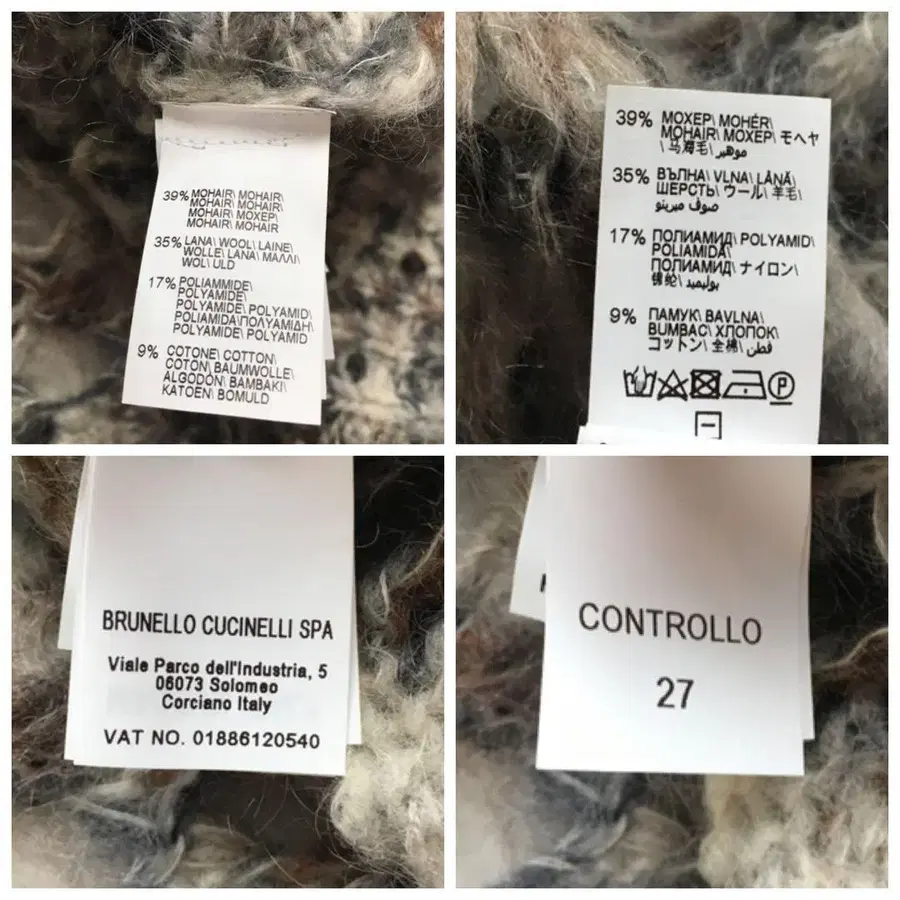 39% MOHAIR\ MOHAIR\
MOHAIR\ MOHAIR\
MOHAIR\ MOXEP\
MOHAIR\ MOHAIR
35% LANA\ WOOL\ LAINE\
WOLLE\ LANA\ ΜΑΛΛΙ\
WOL\ ULD
17% POLIAMMIDE\
POLYAMIDE\
POLYAMIDE\ POLYAMID\
POLIAMIDA\ ΠΟΛΥΑΜΙΔΗ\
POLYAMIDE\ POLYAMID
9% COTONE\ COTTON\
COTON\ BAUMWOLLE\
ALGODÓN\ BAMBAKI\
KATOEN\ BOMULD
39% МОХЕР\ MOHÉR\
MOHAIR\ МОХЕР\ モヘヤ
\ 马海毛\ موهير
35% ВЪЛНА\ VLNA\ LÂNĂ\
ШЕРСТЬ\ ウール\ 羊毛\
صوف ميرينو
17% ПОЛИАМИД\ POLYAMID\
POLIAMIDA\
ПОЛИАМИД\ ナイロン\
锦纶\ بوليميد
9% ПАМУК\ BAVLNA\
BUMBAC\ ХЛОПОК\
コットン\ 全棉\ قطن
P
BRUNELLO CUCINELLI SPA
Viale Parco dell'Industria, 5
06073 Solomeo
Corciano Italy
VAT NO. 01886120540
CONTROLLO
27